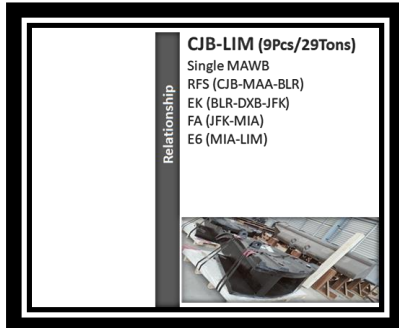 CJB-LIM (9Pcs/29Tons)
Single MAWB
RFS (CJB-MAA-BLR)
EK (BLR-DXB-JFK)
FA (JFK-MIA)
E6 (MIA-LIM)
Relationship